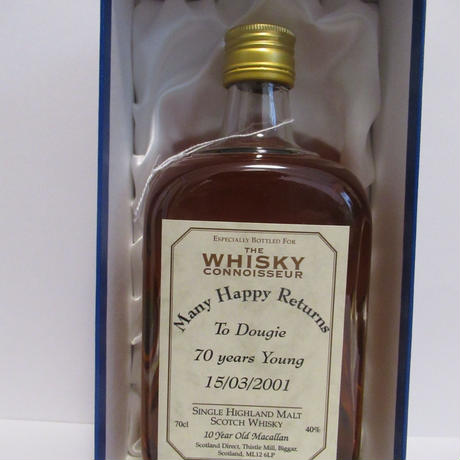 ESPECIALLY BOTTLED FOR
THE
WHISKY
CONNOISSEUR
Many Happy Returns
To Dougie
70 years Young
15/03/2001
SINGLE HIGHLAND MALT
SCOTCH WHISKY
70cl 40%
10 Year Old Macallan
Scotland Direct, Thistle Mill, Biggar,
Scotland, ML12 6LP